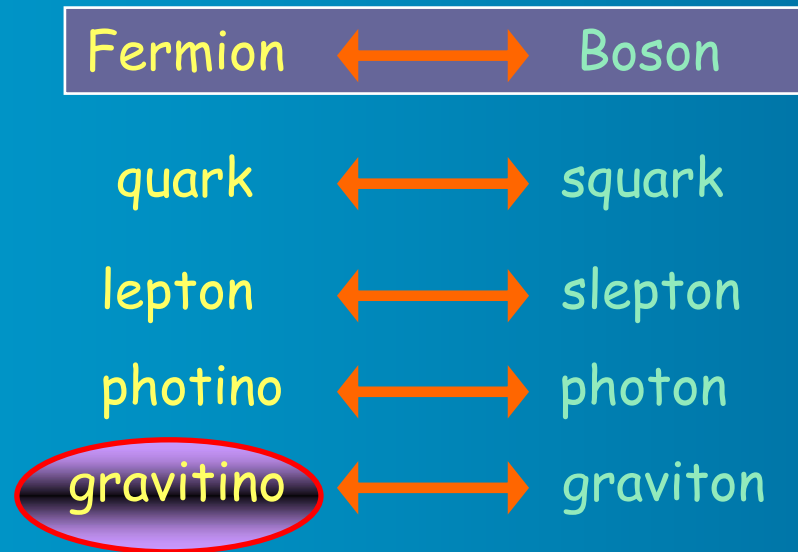 Fermion Boson
quark squark
lepton slepton
photino photon
gravitino graviton